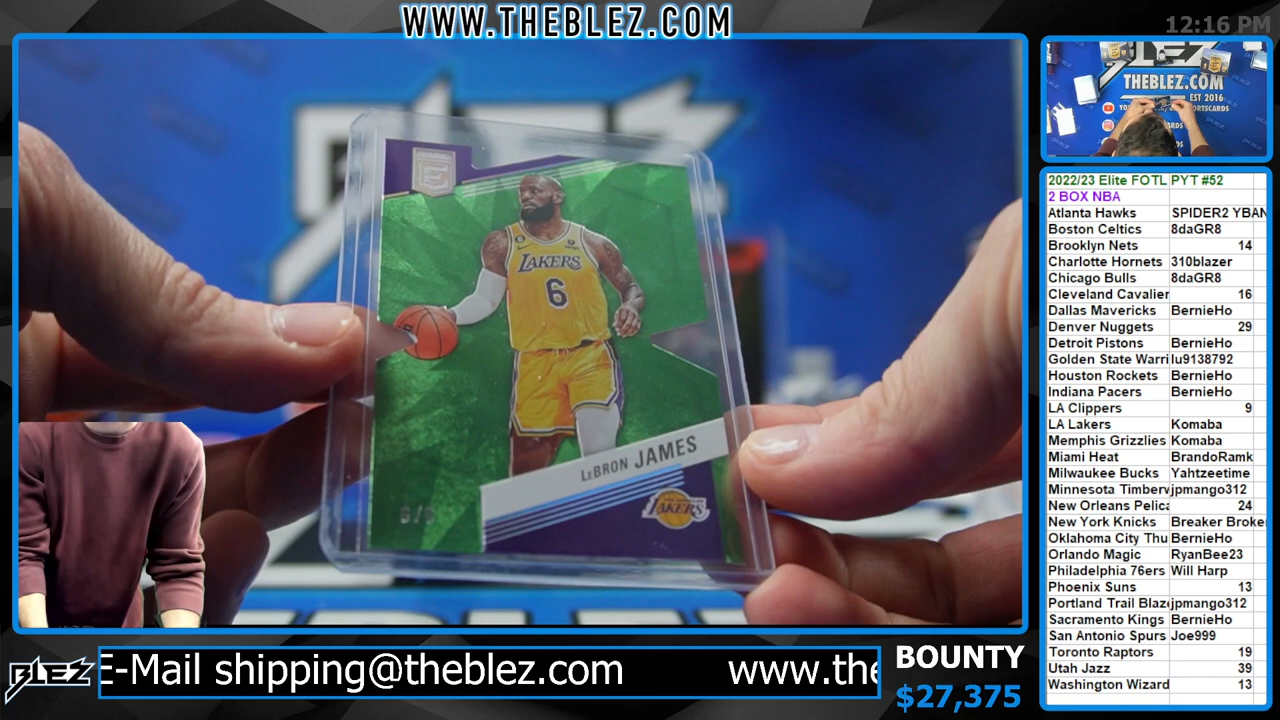 WWW.THEBLEZ.COM
12:16 PM
LAKERS
6
LEBRON JAMES
LAKERS
THEBLEZ.COM
EST 2016
2022/23 Elite FOTL PYT #52
2 BOX NBA
Atlanta Hawks SPIDER2 YBAN
Boston Celtics 8daGR8
Brooklyn Nets 14
Charlotte Hornets 310blazer
Chicago Bulls 8daGR8
Cleveland Cavalier 16
Dallas Mavericks BernieHo
Denver Nuggets 29
Detroit Pistons BernieHo
Golden State Warri lu9138792
Houston Rockets BernieHo
Indiana Pacers BernieHo
LA Clippers 9
LA Lakers Komaba
Memphis Grizzlies Komaba
Miami Heat BrandoRamk
Milwaukee Bucks Yahtzeetime
Minnesota Timberv jpmango312
New Orleans Pelica 24
New York Knicks Breaker Broke
Oklahoma City Thu BernieHo
Orlando Magic RyanBee23
Philadelphia 76ers Will Harp
Phoenix Suns 13
Portland Trail Blaz jpmango312
Sacramento Kings BernieHo
San Antonio Spurs Joe999
Toronto Raptors 19
Utah Jazz 39
Washington Wizard 13
BLEZ
E-Mail shipping@theblez.com www.the
BOUNTY
$27,375